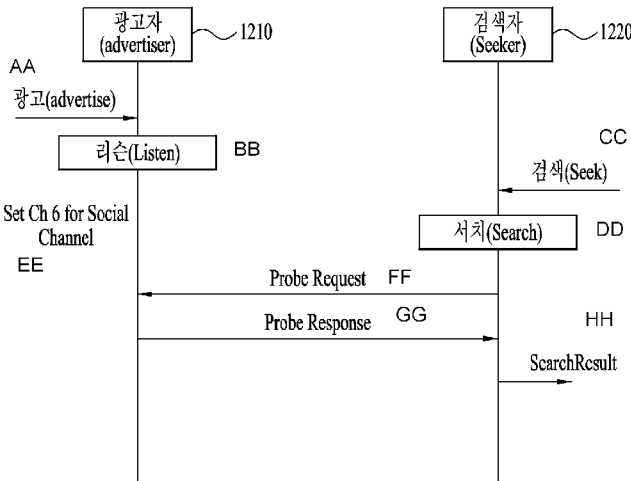 광고자
(advertiser)
1210
검색자
(Seeker)
1220
AA
광고(advertise)
리슨(Listen)
BB
CC
검색(Seek)
Set Ch 6 for Social
Channel
서치(Search)
DD
EE
Probe Request
FF
Probe Response
GG
HH
SearchResult